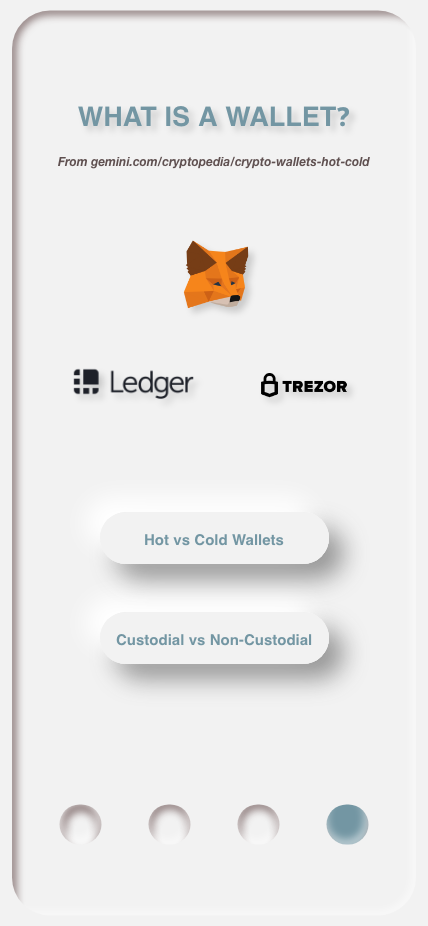 WHAT IS A WALLET?
From gemini.com/cryptopedia/crypto-wallets-hot-cold
Ledger
TREZOR
Hot vs Cold Wallets
Custodial vs Non-Custodial